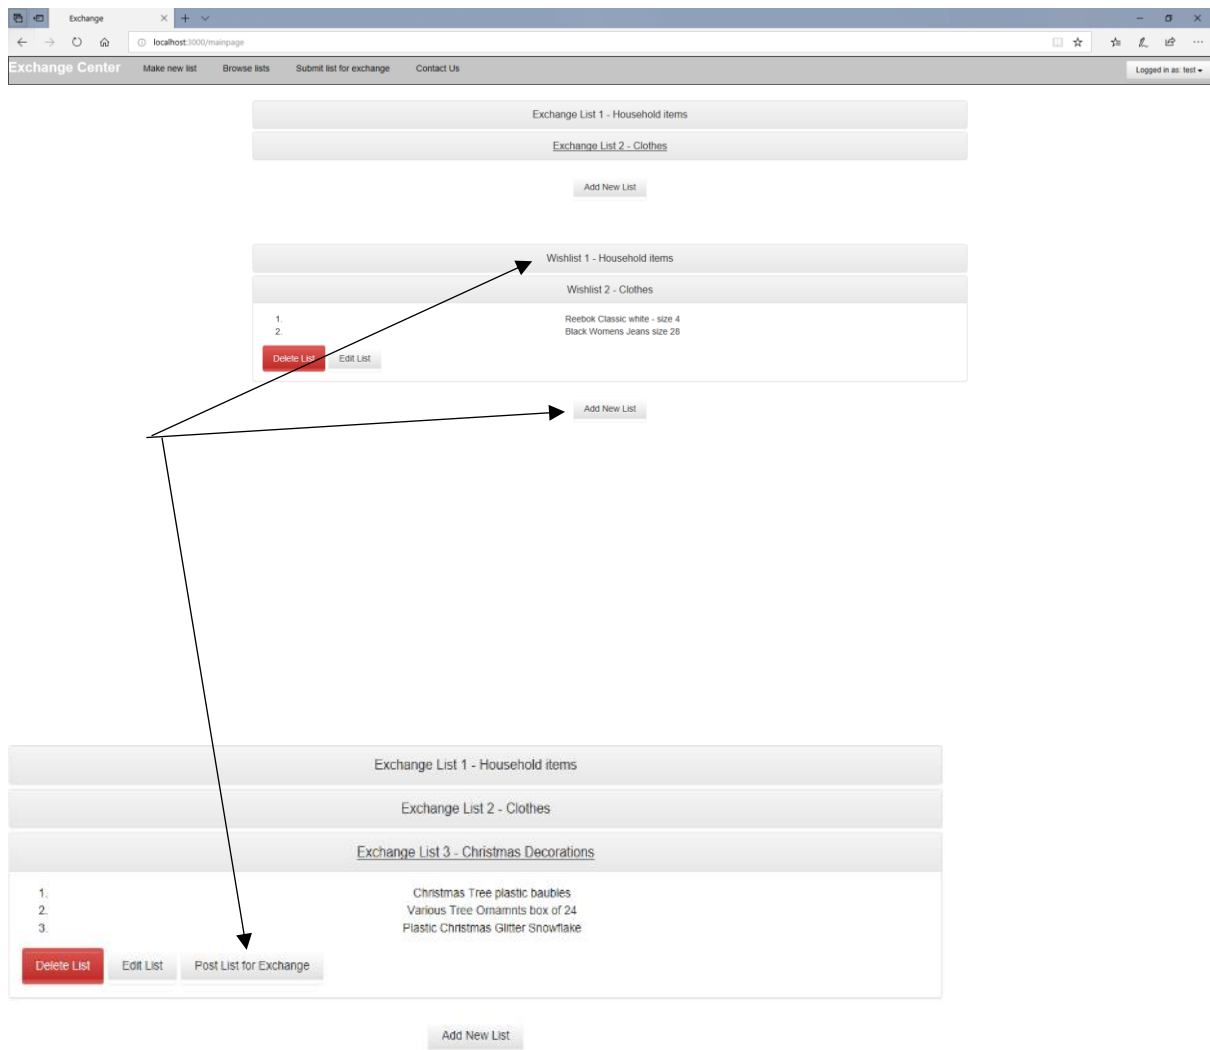 Exchange
localhost:3000/mainpage
Exchange Center Make new list Browse lists Submit list for exchange Contact Us Logged in as: test
Exchange List 1 - Household items
Exchange List 2 - Clothes
Add New List
Wishlist 1 - Household items
Wishlist 2 - Clothes
1. Reebok Classic white - size 4
2. Black Womens Jeans size 28
Delete List Edit List
Add New List
Exchange List 1 - Household items
Exchange List 2 - Clothes
Exchange List 3 - Christmas Decorations
1. Christmas Tree plastic baubles
2. Various Tree Ornamnts box of 24
3. Plastic Christmas Glitter Snowflake
Delete List Edit List Post List for Exchange
Add New List